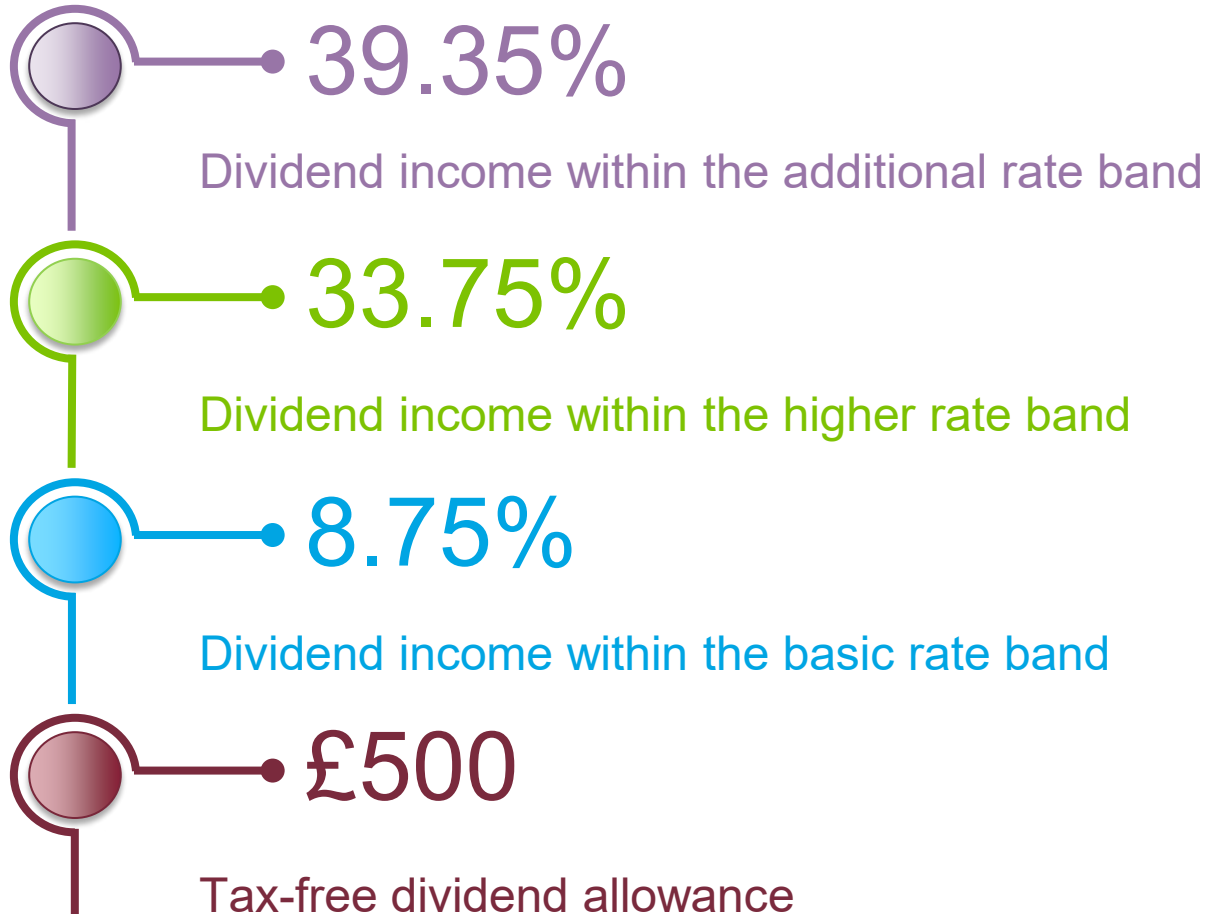 39.35%
Dividend income within the additional rate band
33.75%
Dividend income within the higher rate band
8.75%
Dividend income within the basic rate band
£500
Tax-free dividend allowance